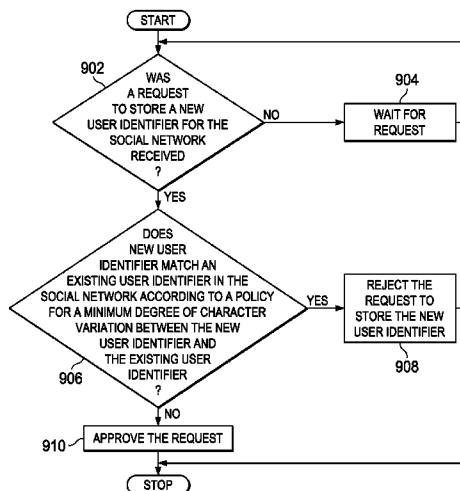 START
902
WAS
A REQUEST
TO STORE A NEW
USER IDENTIFIER FOR THE
SOCIAL NETWORK
RECEIVED
?
NO
904
WAIT FOR
REQUEST
YES
DOES
NEW USER
IDENTIFIER MATCH AN
EXISTING USER IDENTIFIER IN THE
SOCIAL NETWORK ACCORDING TO A POLICY
FOR A MINIMUM DEGREE OF CHARACTER
VARIATION BETWEEN THE NEW
USER IDENTIFIER AND
THE EXISTING USER
IDENTIFIER
?
906
YES
REJECT THE
REQUEST TO
STORE THE NEW
USER IDENTIFIER
908
NO
910
APPROVE THE REQUEST
STOP